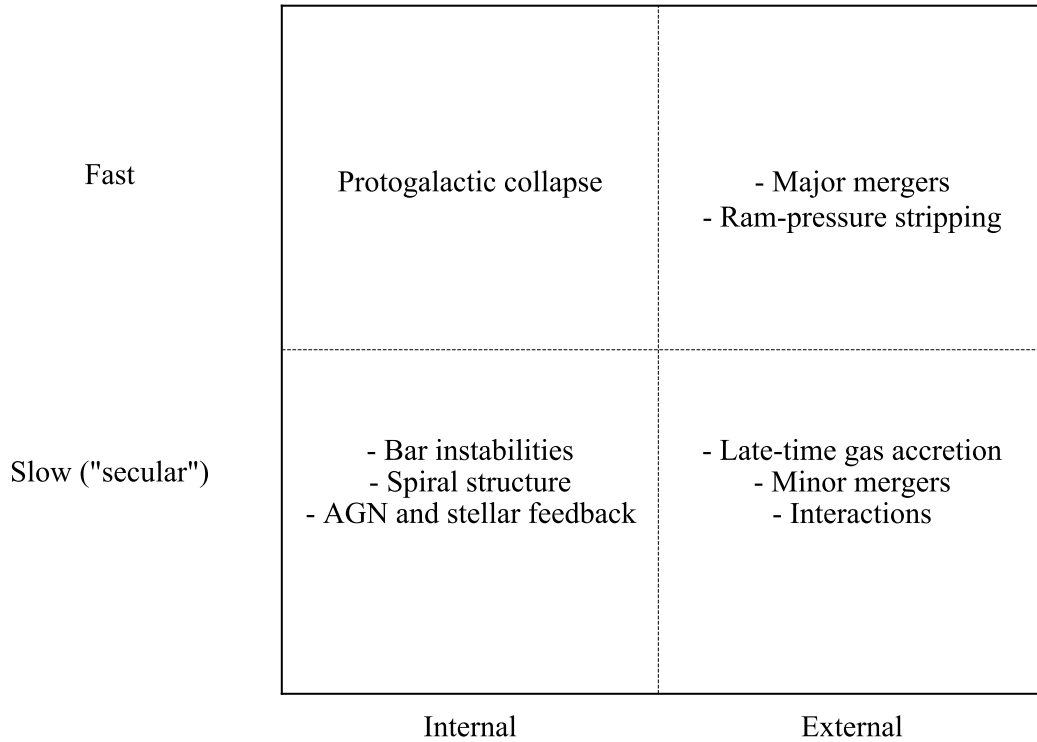 Fast
Protogalactic collapse
- Major mergers
- Ram-pressure stripping
Slow ("secular")
- Bar instabilities
- Spiral structure
- AGN and stellar feedback
- Late-time gas accretion
- Minor mergers
- Interactions
Internal
External